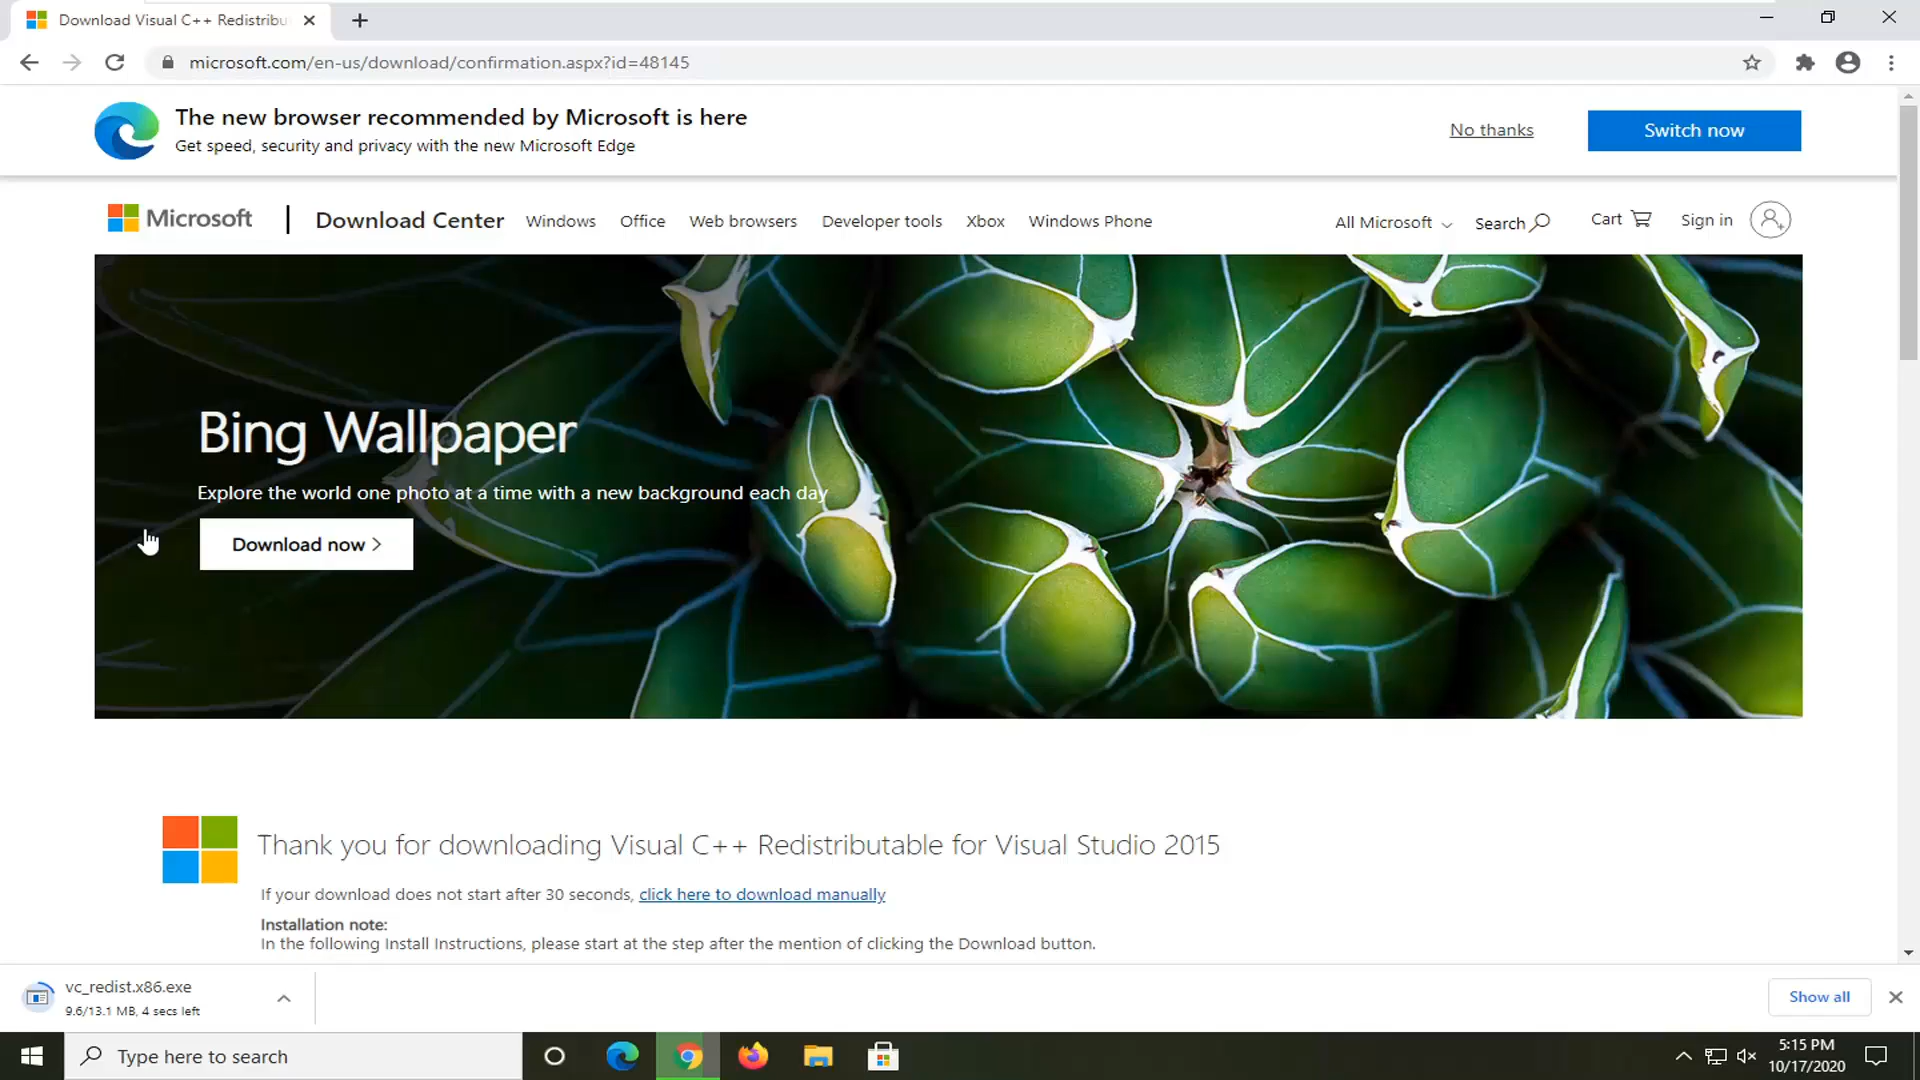 Download Visual C++ Redistribu
microsoft.com/en-us/download/confirmation.aspx?id=48145
The new browser recommended by Microsoft is here
Get speed, security and privacy with the new Microsoft Edge
No thanks
Switch now
Microsoft
Download Center
Windows
Office
Web browsers
Developer tools
Xbox
Windows Phone
All Microsoft
Search
Cart
Sign in
Bing Wallpaper
Explore the world one photo at a time with a new background each day
Download now >
Thank you for downloading Visual C++ Redistributable for Visual Studio 2015
If your download does not start after 30 seconds, click here to download manually
Installation note:
In the following Install Instructions, please start at the step after the mention of clicking the Download button.
vc_redist.x86.exe
9.6/13.1 MB, 4 secs left
Show all
Type here to search
5:15 PM
10/17/2020